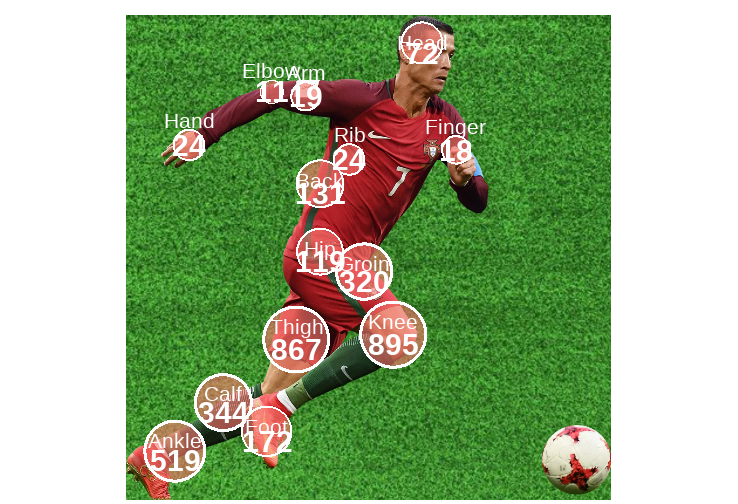 Head
72
Elbow
11
Arm
19
Hand
24
Finger
18
Rib
24
7
Back
131
Hip
119
Groin
320
Thigh
867
Knee
895
Calf
344
Foot
172
Ankle
519